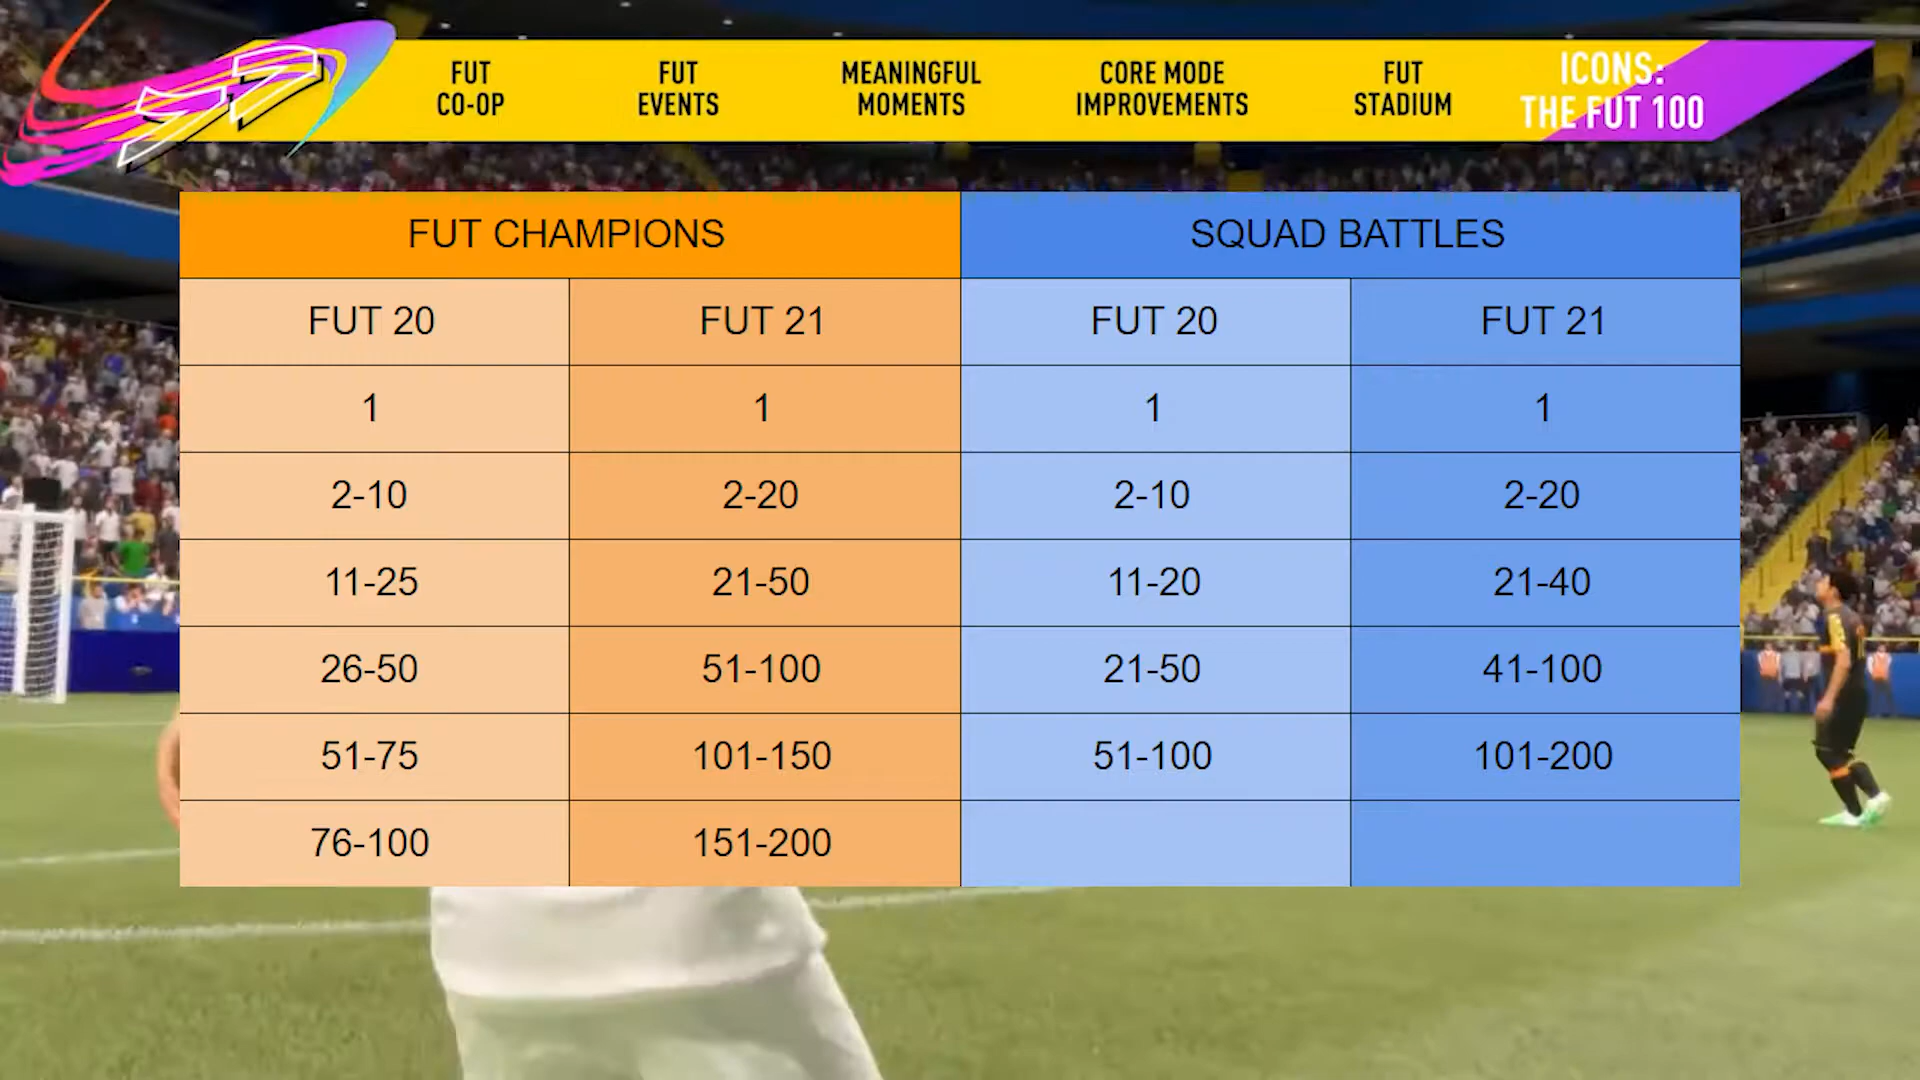 FUT
CO-OP
FUT
EVENTS
MEANINGFUL
MOMENTS
CORE MODE
IMPROVEMENTS
FUT
STADIUM
ICONS:
THE FUT 100
FUT CHAMPIONS SQUAD BATTLES
FUT 20 FUT 21 FUT 20 FUT 21
1 1 1 1
2-10 2-20 2-10 2-20
11-25 21-50 11-20 21-40
26-50 51-100 21-50 41-100
51-75 101-150 51-100 101-200
76-100 151-200